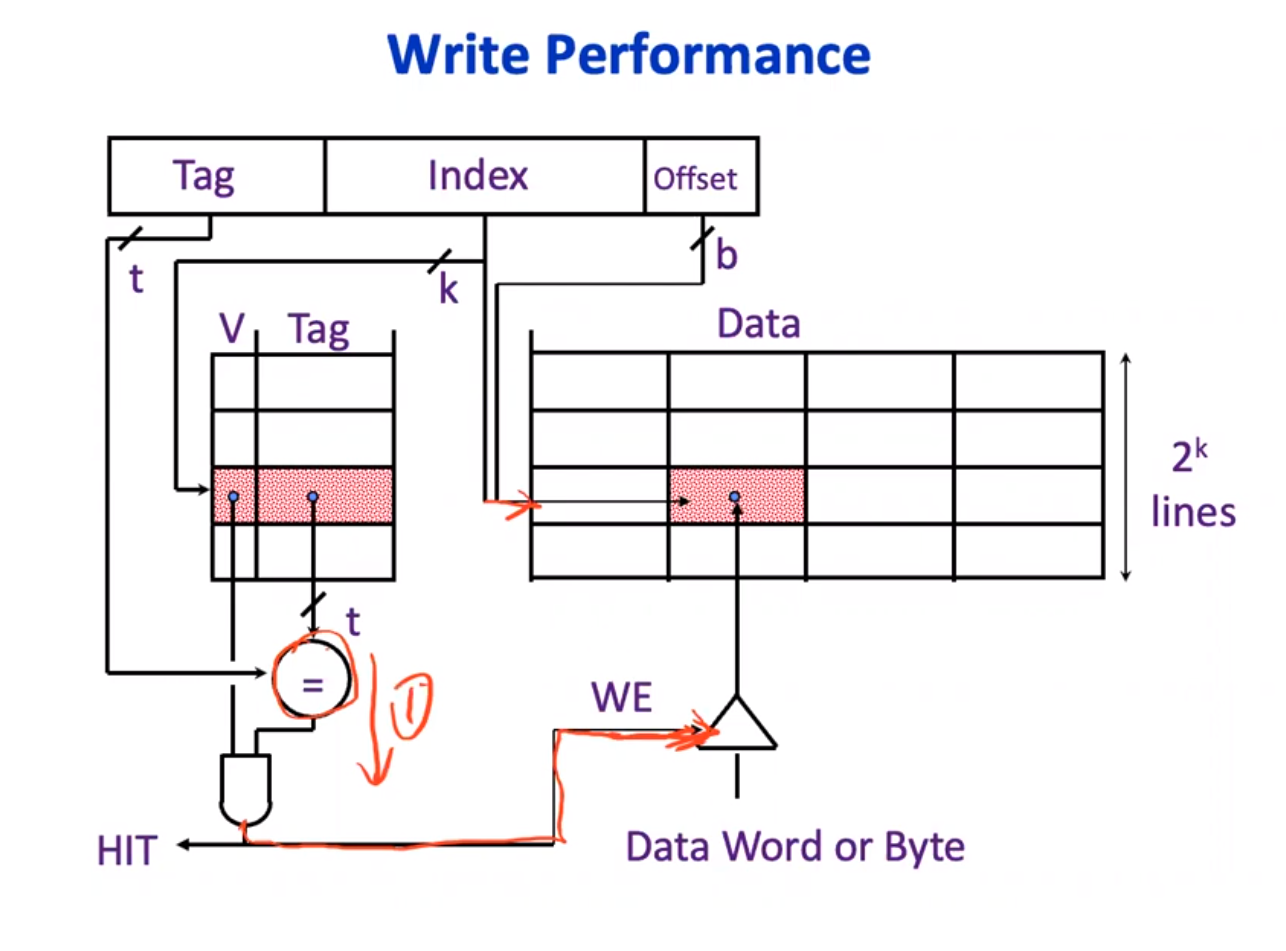 Write Performance
Tag Index Offset
t k b
V Tag Data
2^k
lines
t
=
①
WE
HIT
Data Word or Byte